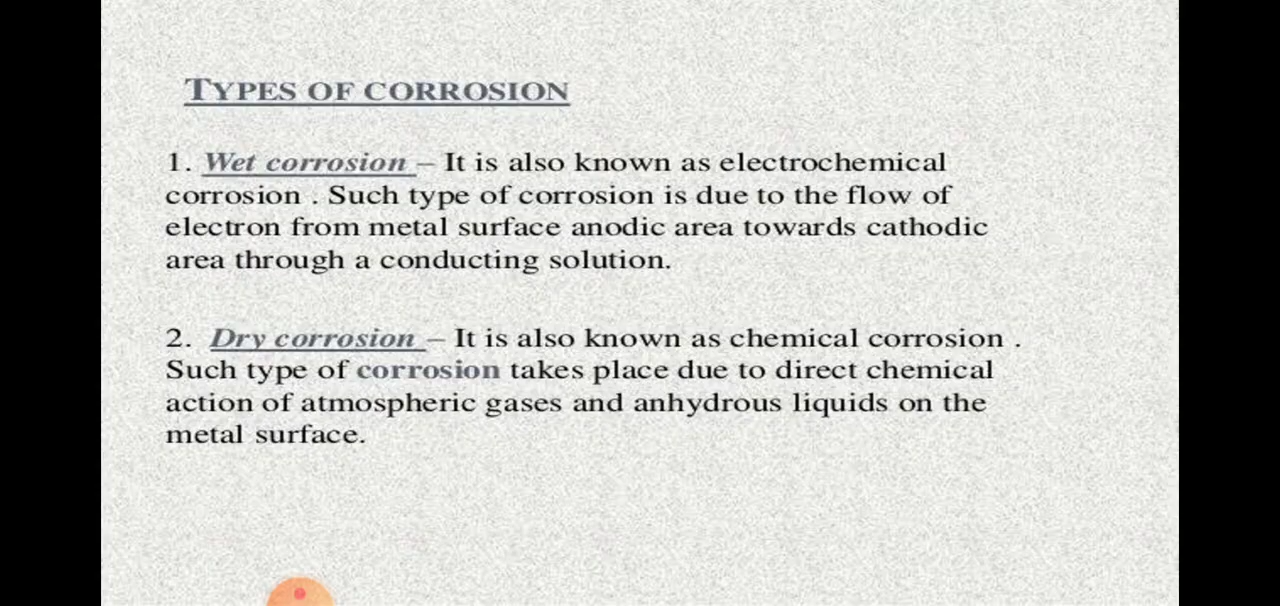 TYPES OF CORROSION
1. Wet corrosion – It is also known as electrochemical
corrosion . Such type of corrosion is due to the flow of
electron from metal surface anodic area towards cathodic
area through a conducting solution.
2. Dry corrosion – It is also known as chemical corrosion .
Such type of corrosion takes place due to direct chemical
action of atmospheric gases and anhydrous liquids on the
metal surface.